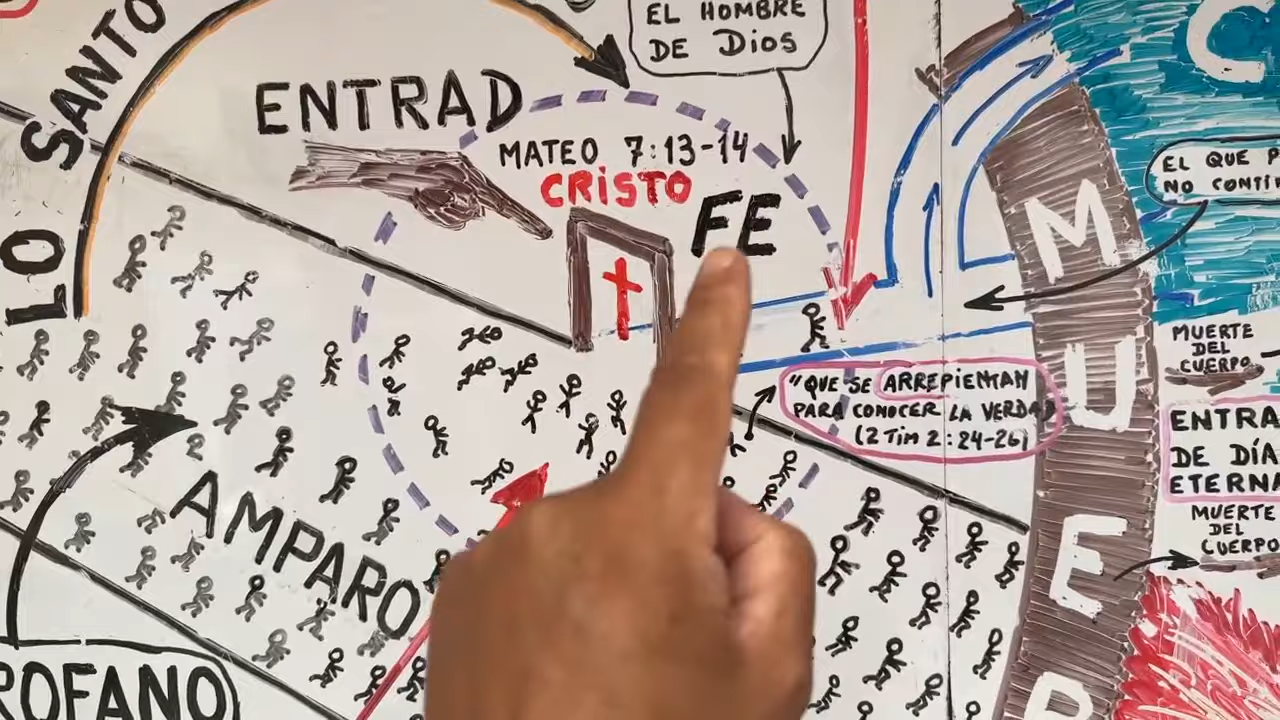 EL HOMBRE
DE Dios
LO SANTO
ENTRAD
MATEO 7:13-14
CRiSTO
FE
"QUE SE ARREPIENTAN
PARA CONOCER LA VERDAD
(2 Tim 2:24-26)
AMPARO
ROFANO
C
EL QUE P
NO CONTI
MUER
MUERTE
DEL
CUERPO
ENTRA
DE DÍA
ETERNA
MUERTE
DEL
CUERPO